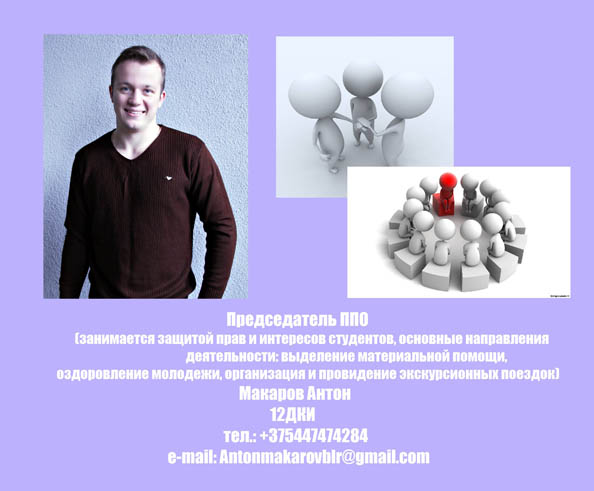 Председатель ППО
(занимается защитой прав и интересов студентов, основные направления
деятельности: выделение материальной помощи,
оздоровление молодежи, организация и провидение экскурсионных поездок)
Макаров Антон
12ДКИ
тел.: +375447474284
e-mail: Antonmakarovblr@gmail.com